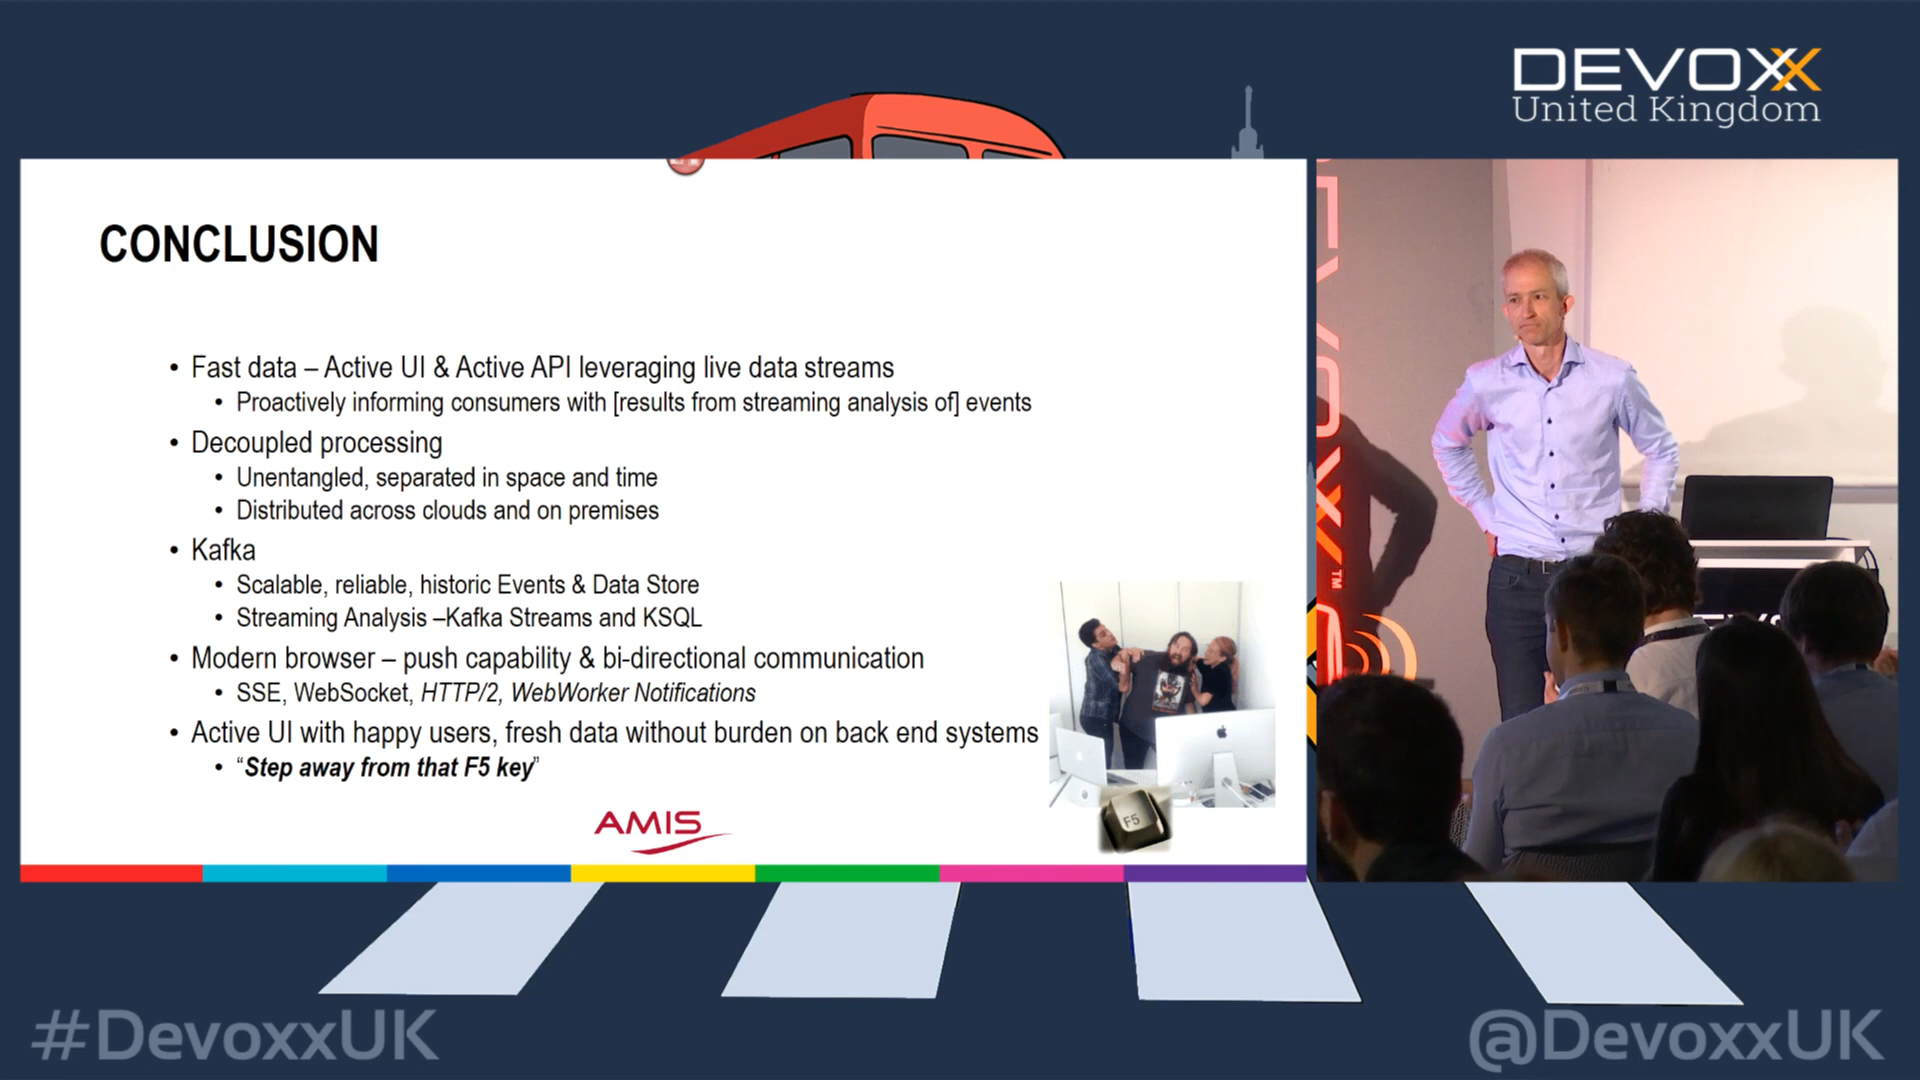 DEVOXX
United Kingdom
CONCLUSION
• Fast data – Active UI & Active API leveraging live data streams
• Proactively informing consumers with [results from streaming analysis of] events
• Decoupled processing
• Unentangled, separated in space and time
• Distributed across clouds and on premises
• Kafka
• Scalable, reliable, historic Events & Data Store
• Streaming Analysis –Kafka Streams and KSQL
• Modern browser – push capability & bi-directional communication
• SSE, WebSocket, HTTP/2, WebWorker Notifications
• Active UI with happy users, fresh data without burden on back end systems
• “Step away from that F5 key”
F5
AMIS
#DevoxxUK
@DevoxxUK